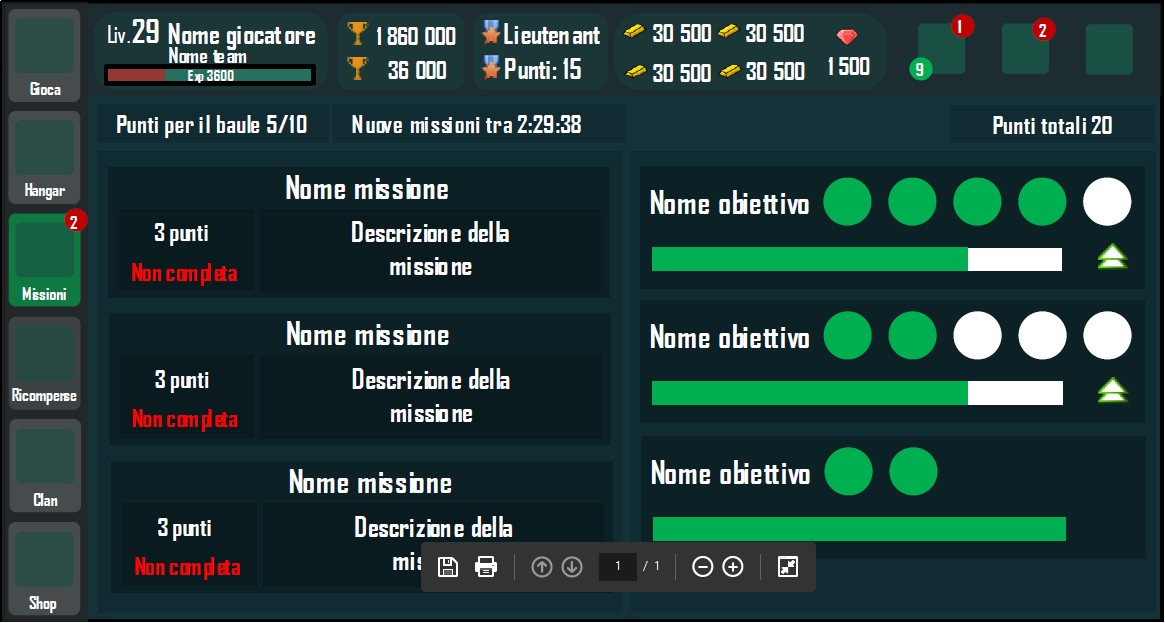 Liv.29 Nome giocatore
Nome team
Exp 3600
1 860 000
36 000
Lieutenant
Punti: 15
30 500 30 500
30 500 30 500
1 500
1
9
2
Gioca
Hangar
2
Missioni
Ricompense
Clan
Shop
Punti per il baule 5/10
Nuove missioni tra 2:29:38
Punti totali 20
Nome missione
3 punti
Non completa
Descrizione della
missione
Nome missione
3 punti
Non completa
Descrizione della
missione
Nome missione
3 punti
Non completa
Descrizione della
Nome obiettivo
Nome obiettivo
Nome obiettivo
1 / 1